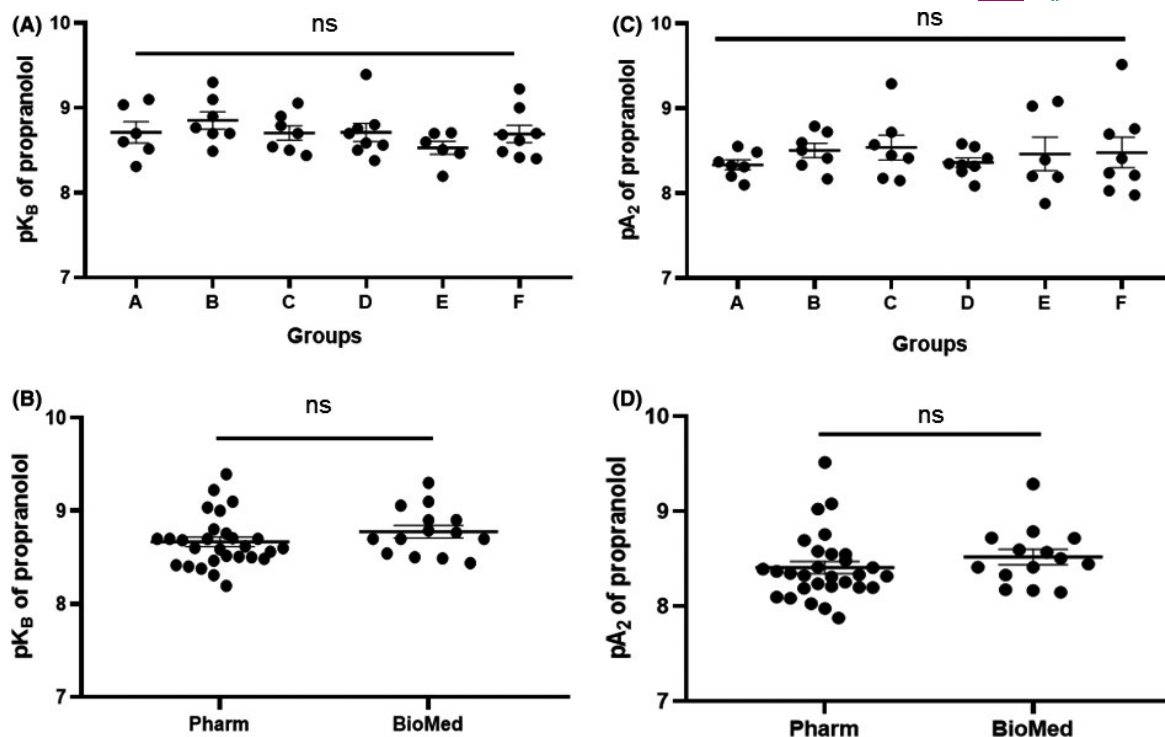 (A)
ns
10
9
8
7
pKB of propranolol
A B C D E F
Groups
(C)
ns
10
9
8
7
pA2 of propranolol
A B C D E F
Groups
(B)
ns
10
9
8
7
pKB of propranolol
Pharm BioMed
(D)
ns
10
9
8
7
pA2 of propranolol
Pharm BioMed